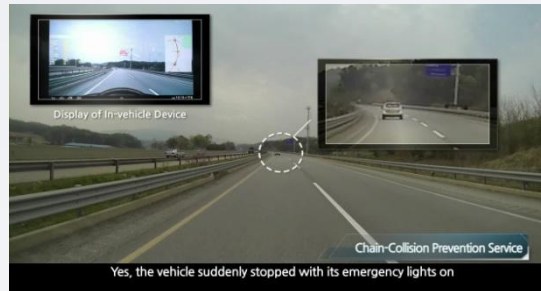 Display of In-vehicle Device
Chain-Collision Prevention Service
Yes, the vehicle suddenly stopped with its emergency lights on